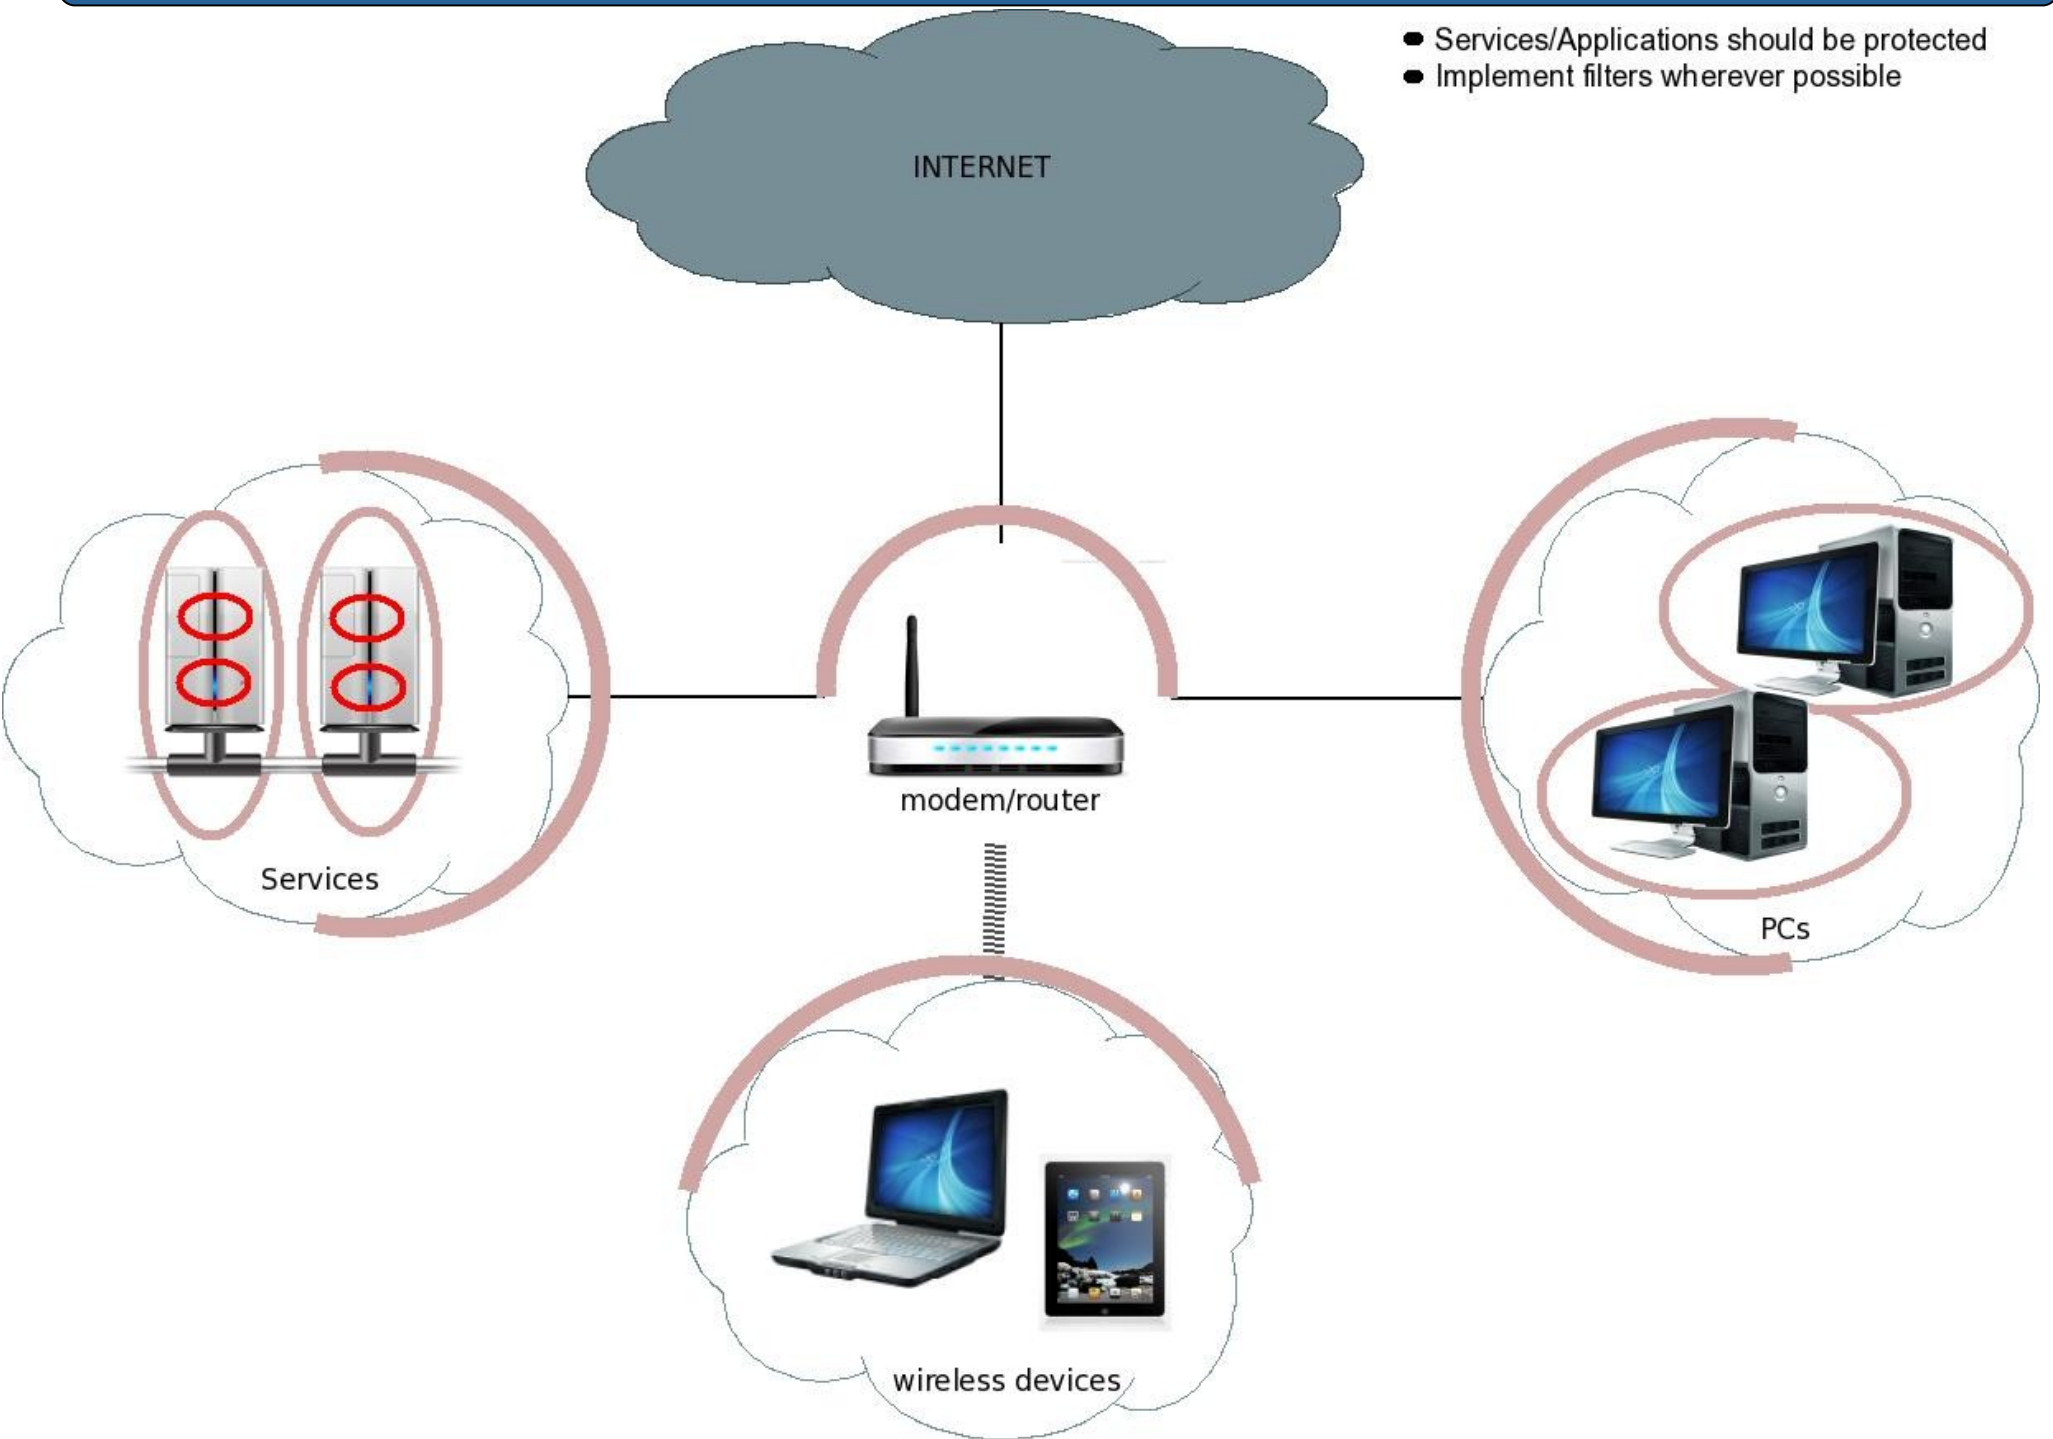 Services/Applications should be protected
Implement filters wherever possible
INTERNET
modem/router
Services
PCs
wireless devices